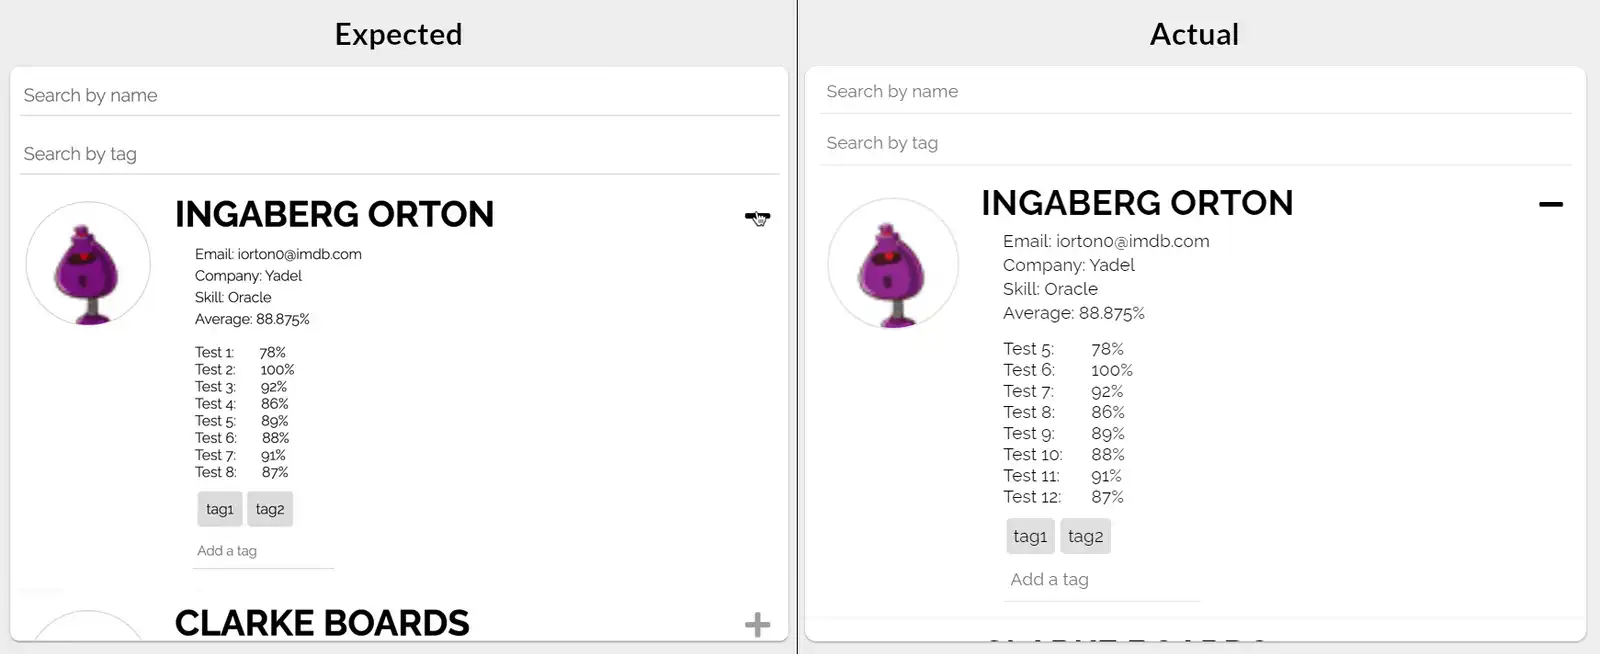 Expected
Search by name
Search by tag
INGABERG ORTON
Email: iorton0@imdb.com
Company: Yadel
Skill: Oracle
Average: 88.875%
Test 1: 78%
Test 2: 100%
Test 3: 92%
Test 4: 86%
Test 5: 89%
Test 6: 88%
Test 7: 91%
Test 8: 87%
tag1 tag2
Add a tag
CLARKE BOARDS
Actual
Search by name
Search by tag
INGABERG ORTON
Email: iorton0@imdb.com
Company: Yadel
Skill: Oracle
Average: 88.875%
Test 5: 78%
Test 6: 100%
Test 7: 92%
Test 8: 86%
Test 9: 89%
Test 10: 88%
Test 11: 91%
Test 12: 87%
tag1 tag2
Add a tag